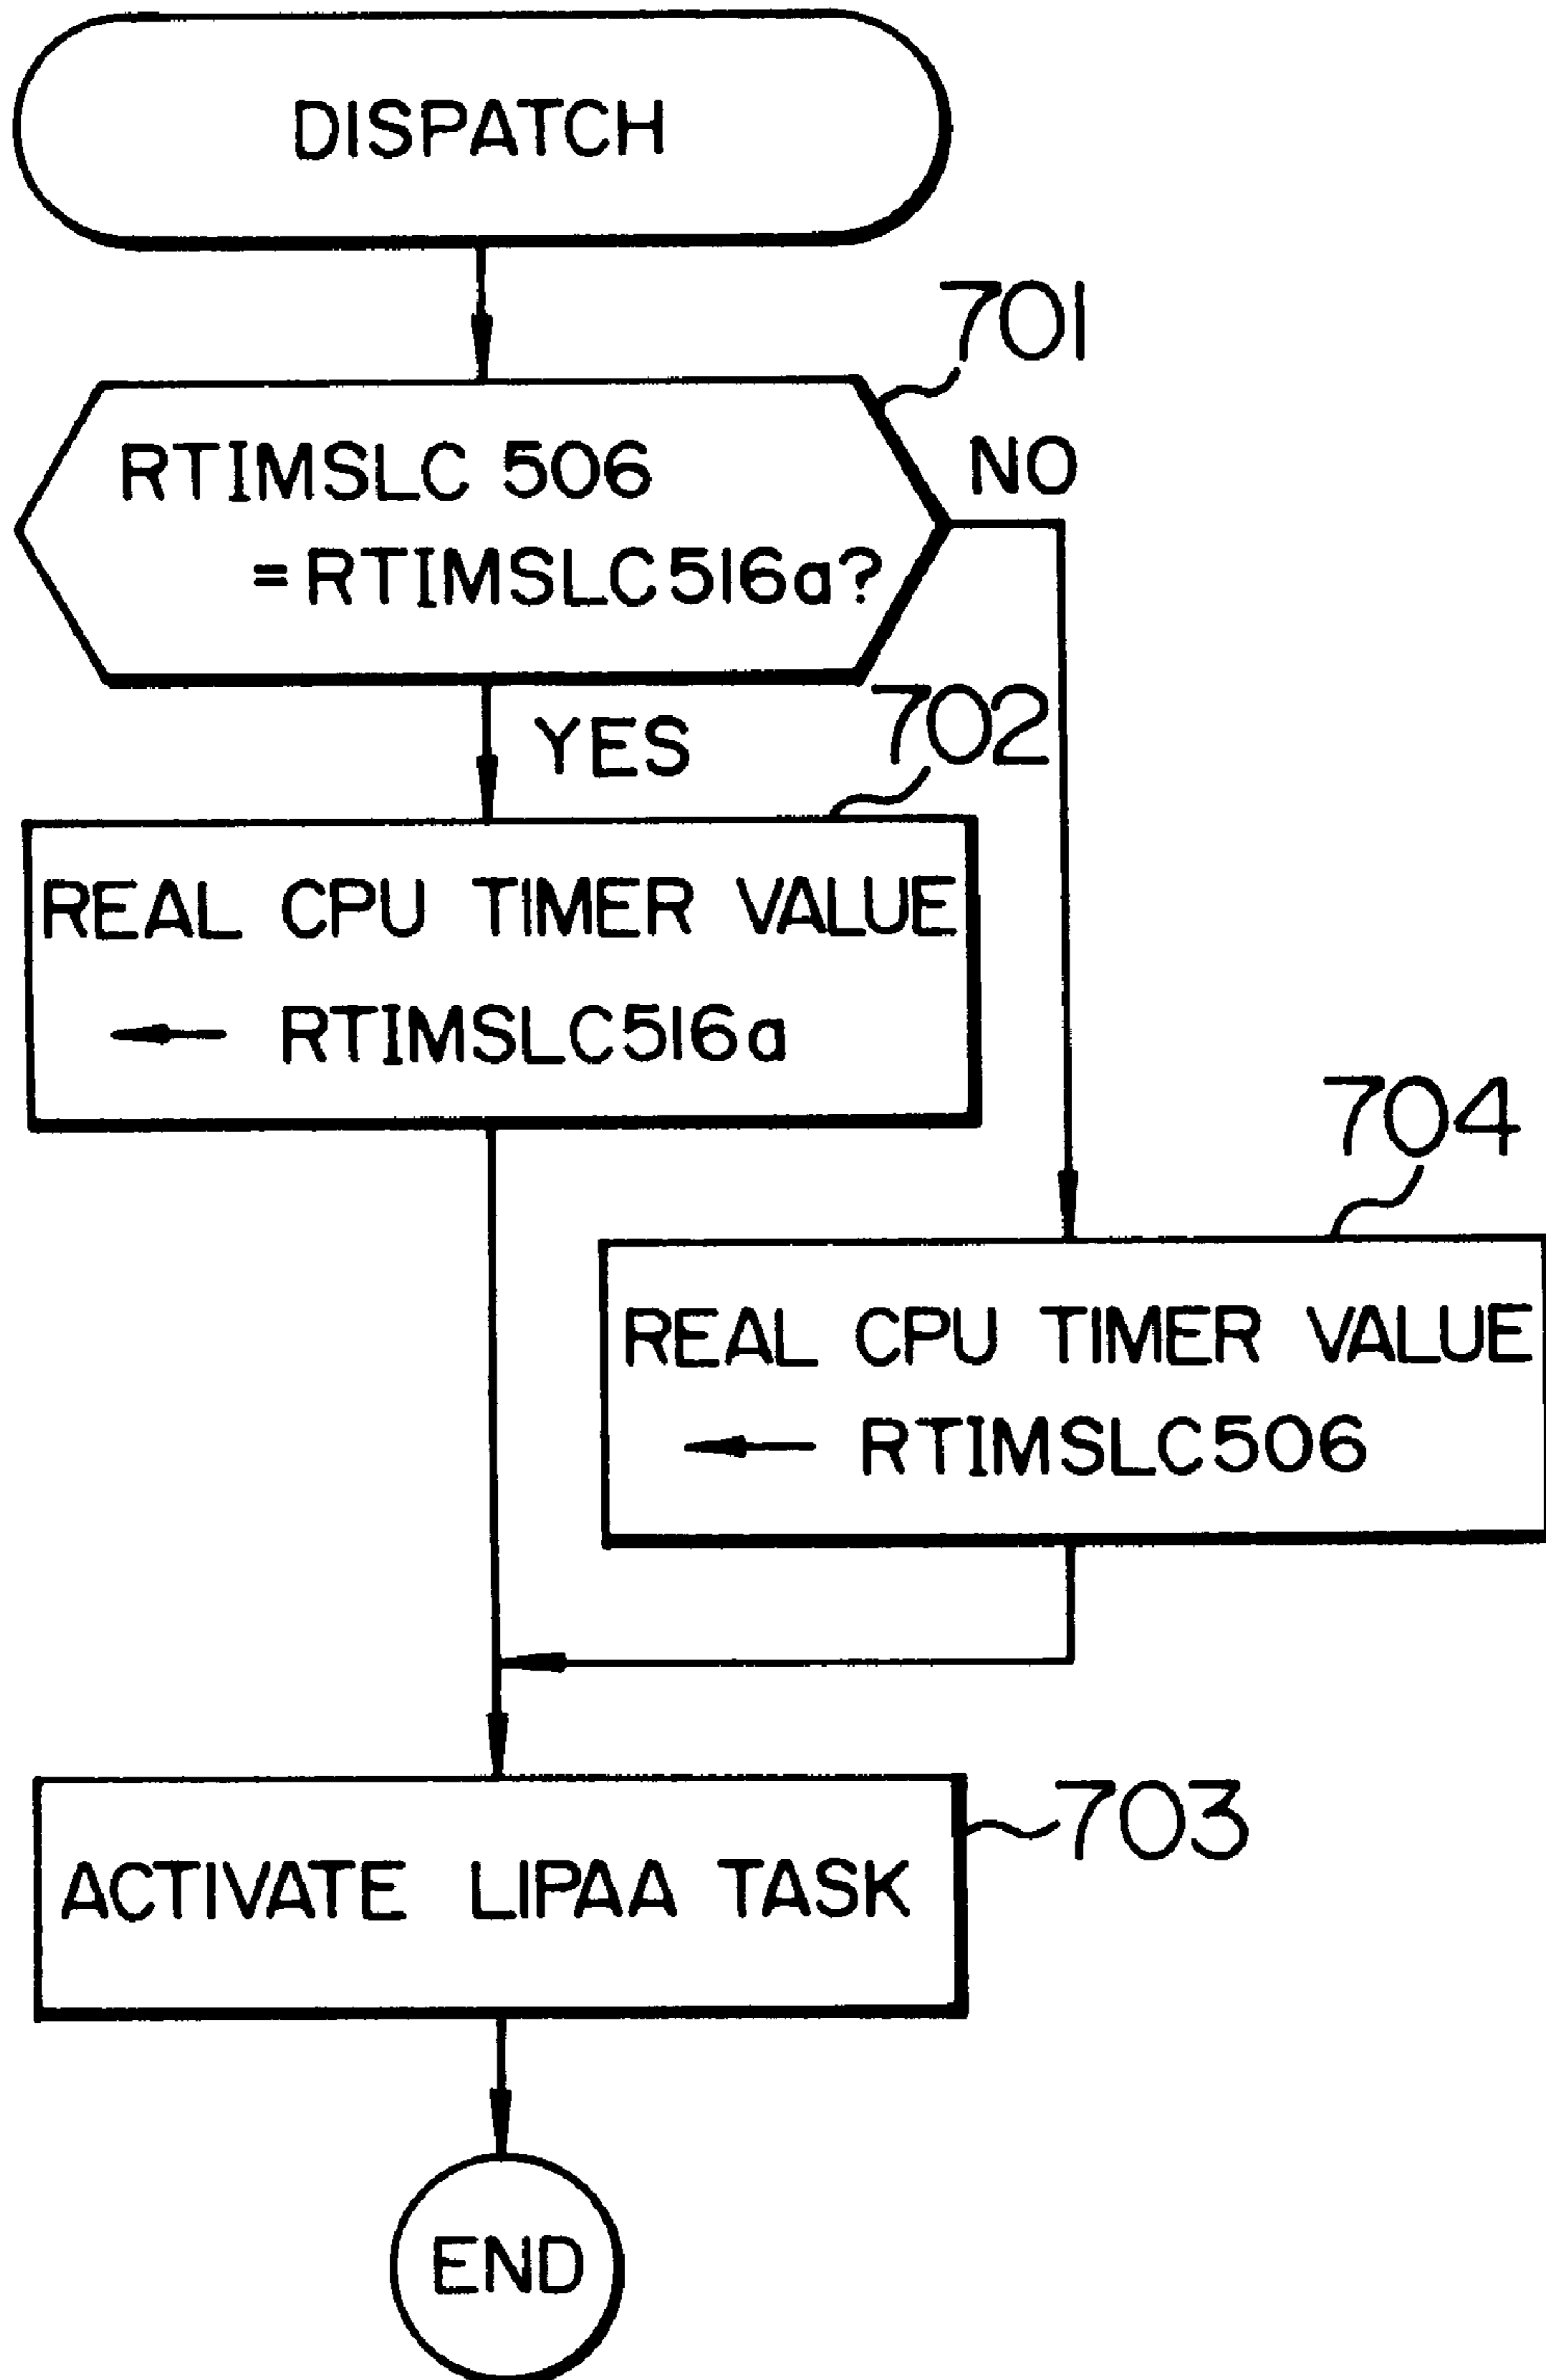 DISPATCH
701
RTIMSLC 506
NO
=RTIMSLC516a?
YES
702
REAL CPU TIMER VALUE
← RTIMSLC516a
704
REAL CPU TIMER VALUE
← RTIMSLC506
703
ACTIVATE LIPAA TASK
END